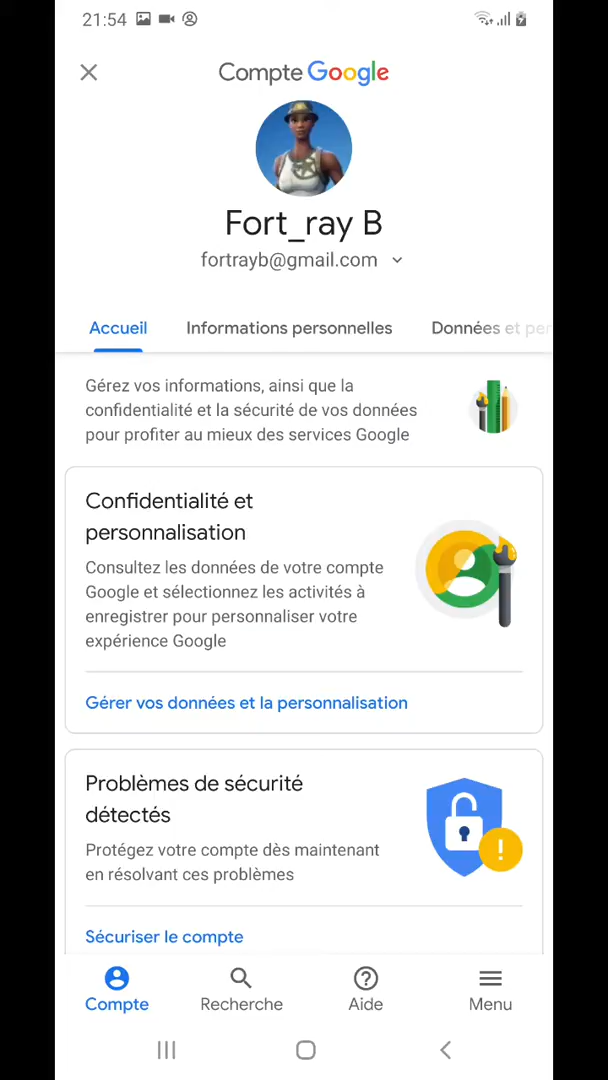 21:54
Compte Google
Fort_ray B
fortrayb@gmail.com
Accueil Informations personnelles Données et per
Gérez vos informations, ainsi que la
confidentialité et la sécurité de vos données
pour profiter au mieux des services Google
Confidentialité et
personnalisation
Consultez les données de votre compte
Google et sélectionnez les activités à
enregistrer pour personnaliser votre
expérience Google
Gérer vos données et la personnalisation
Problèmes de sécurité
détectés
Protégez votre compte dès maintenant
en résolvant ces problèmes
Sécuriser le compte
Compte Recherche Aide Menu